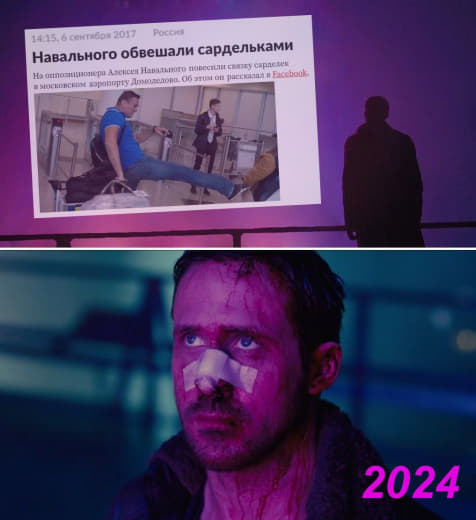 14:15, 6 сентября 2017 Россия
Навального обвешали сардельками
На оппозиционера Алексея Навального повесили связку сарделек
в московском аэропорту Домодедово. Об этом он рассказал в Facebook.
2024